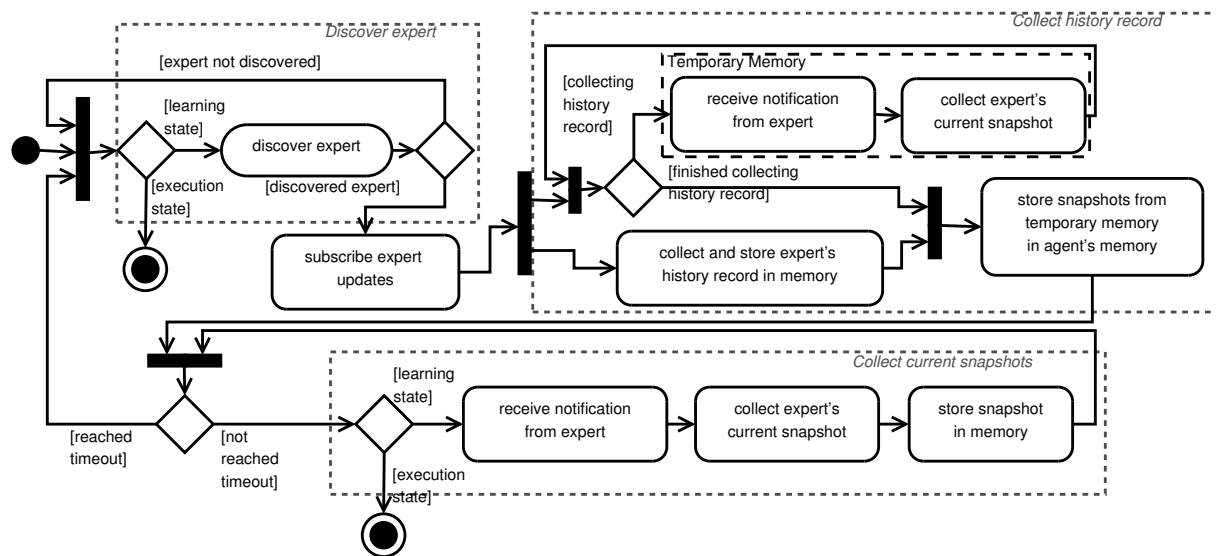 Discover expert
[expert not discovered]
[learning
state]
discover expert
[execution
state]
[discovered expert]
subscribe expert
updates
Collect history record
Temporary Memory
[collecting
history
record]
receive notification
from expert
collect expert's
current snapshot
[finished collecting
history record]
collect and store expert's
history record in memory
store snapshots from
temporary memory
in agent's memory
Collect current snapshots
[reached
timeout]
[not
reached
timeout]
[learning
state]
receive notification
from expert
collect expert's
current snapshot
store snapshot
in memory
[execution
state]